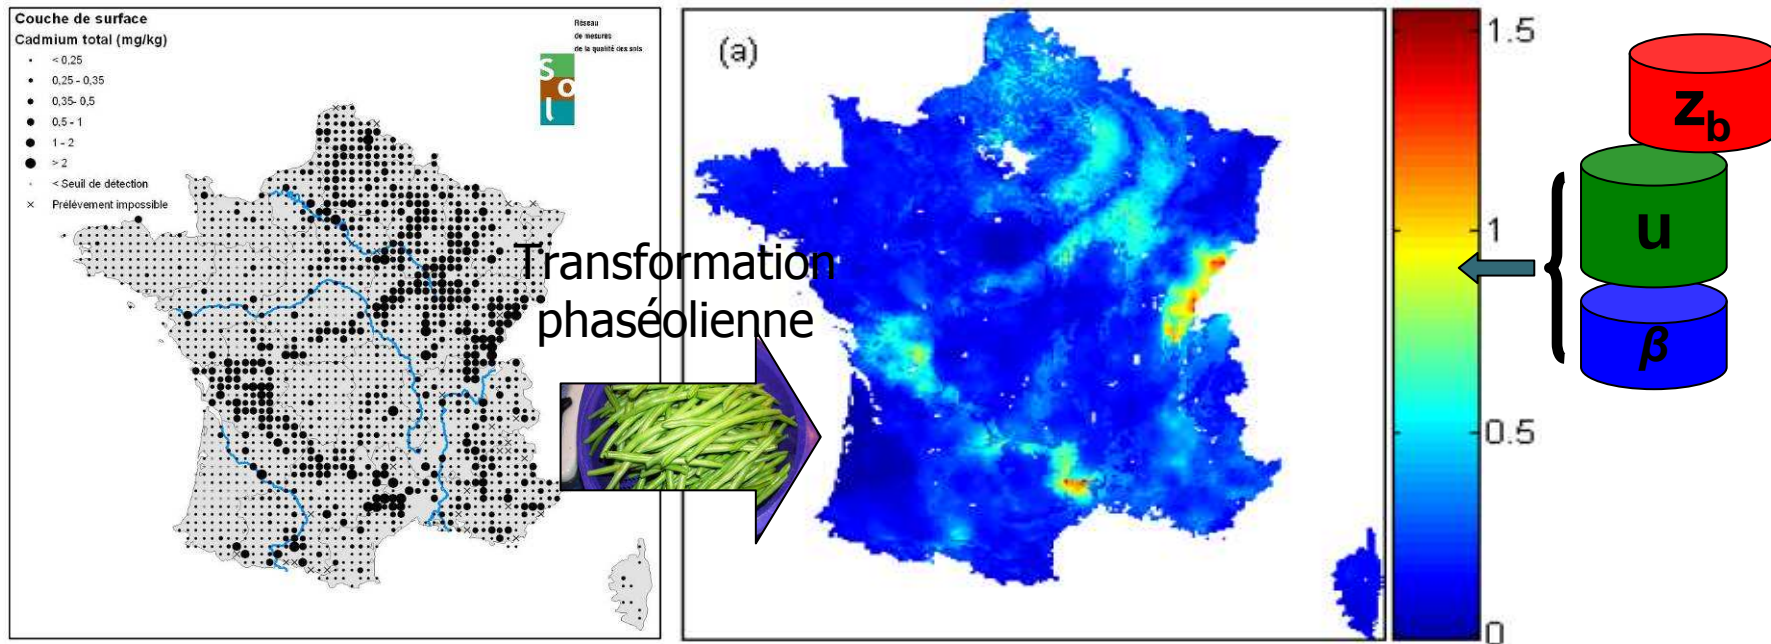 Couche de surface
Cadmium total (mg/kg)
< 0,25
0,25 - 0,35
0,35- 0,5
0,5 - 1
1 - 2
> 2
< Seuil de détection
× Prélèvement impossible
Réseau
de mesures
de la qualité des sols
S
o
l
Transformation
phaséolienne
(a)
1.5
1
0.5
0
z_b
u
β